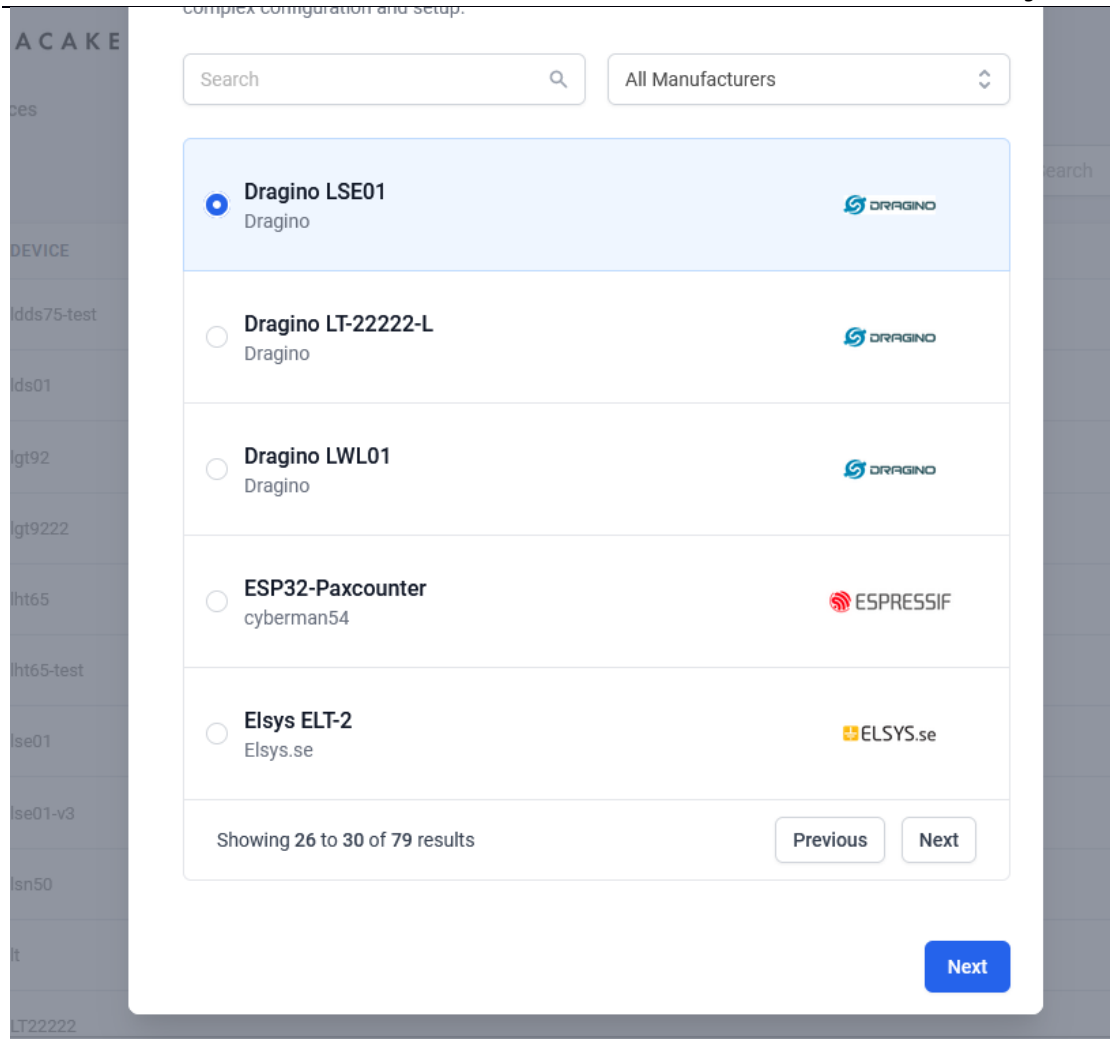 complex configuration and setup.
ACAKE
Search
All Manufacturers
ces
earch
Dragino LSE01
Dragino
DRAGINO
DEVICE
ldds75-test
Dragino LT-22222-L
Dragino
DRAGINO
lds01
lgt92
Dragino LWL01
Dragino
DRAGINO
lgt9222
lht65
ESP32-Paxcounter
cyberman54
ESPRESSIF
lht65-test
lse01
Elsys ELT-2
Elsys.se
ELSYS.se
lse01-v3
Showing 26 to 30 of 79 results
Previous
Next
lsn50
lt
Next
LT22222